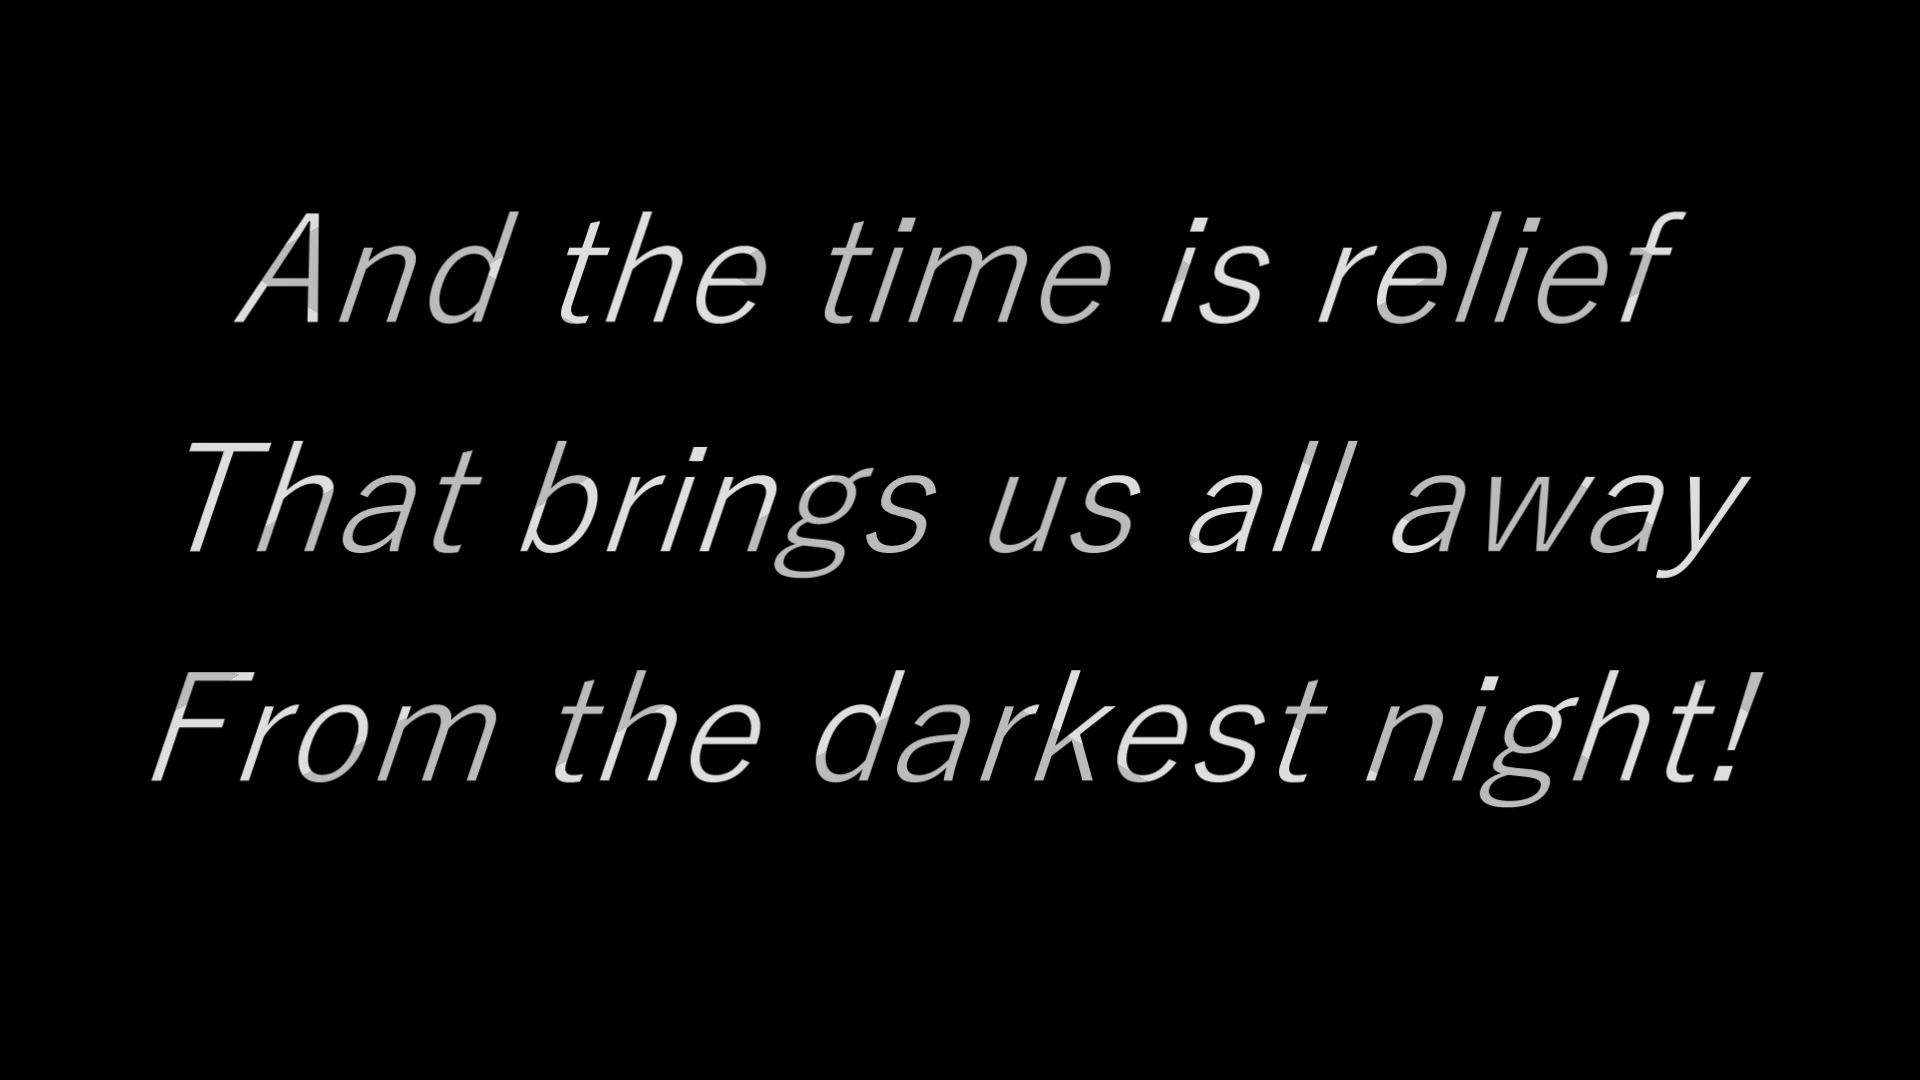 And the time is relief
That brings us all away
From the darkest night!